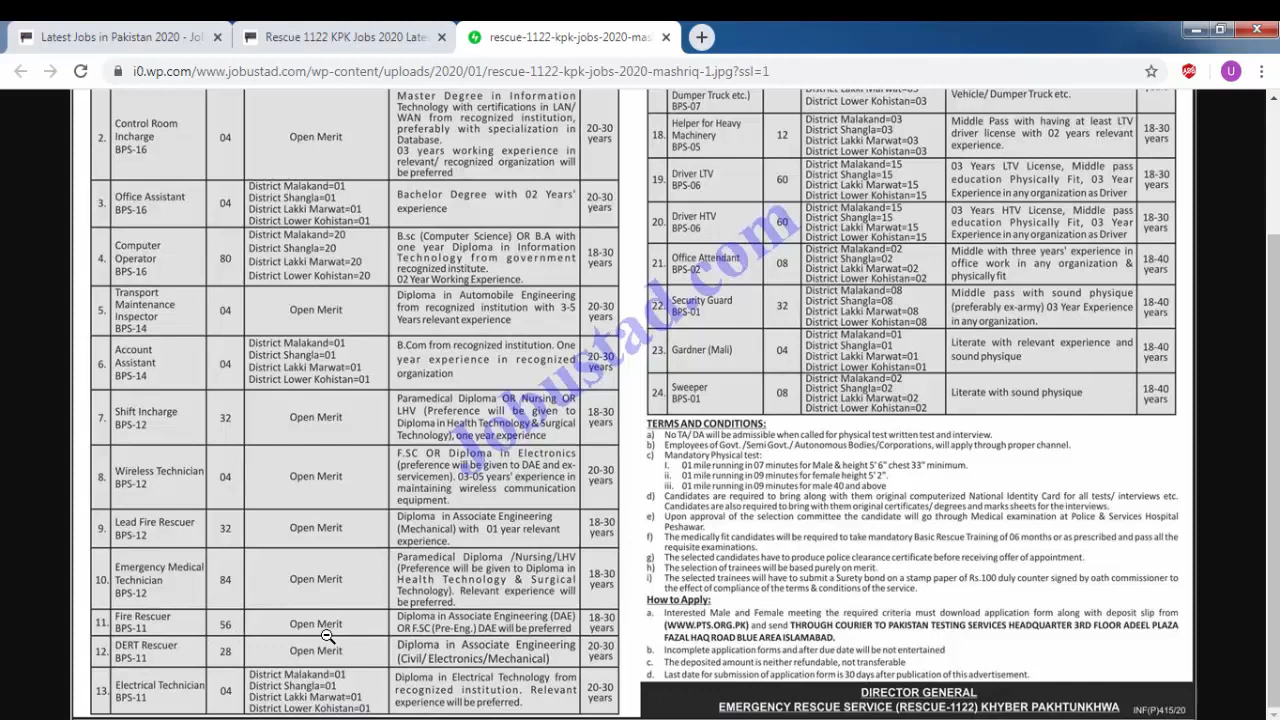 Latest Jobs in Pakistan 2020 - Jol
Rescue 1122 KPK Jobs 2020 Late
rescue-1122-kpk-jobs-2020-mas
i0.wp.com/www.jobustad.com/wp-content/uploads/2020/01/rescue-1122-kpk-jobs-2020-mashriq-1.jpg?ssl=1
ABP
U
2.
Control Room
Incharge
BPS-16
04
Open Merit
Master Degree in Information
Technology with certifications in LAN/
WAN from recognized institution,
preferably with specialization in
Database.
03 years working experience in
relevant/ recognized organization will
be preferred
20-30
years
3.
Office Assistant
BPS-16
04
District Malakand=01
District Shangla=01
District Lakki Marwat=01
District Lower Kohistan=01
Bachelor Degree with 02 Years'
experience
20-30
years
4.
Computer
Operator
BPS-16
80
District Malakand=20
District Shangla=20
District Lakki Marwat=20
District Lower Kohistan=20
B.sc (Computer Science) OR B.A with
one year Diploma in Information
Technology from government
recognized institute.
02 Year Working Experience.
18-30
years
5.
Transport
Maintenance
Inspector
BPS-14
04
Open Merit
Diploma in Automobile Engineering
from recognized institution with 3-5
Years relevant experience
20-30
years
6.
Account
Assistant
BPS-14
04
District Malakand=01
District Shangla=01
District Lakki Marwat=01
District Lower Kohistan=01
B.Com from recognized institution. One
year experience in recognized
organization
20-30
years
7.
Shift Incharge
BPS-12
32
Open Merit
Paramedical Diploma OR Nursing OR
LHV (Preference will be given to
Diploma in Health Technology & Surgical
Technology), one year experience
18-30
years
8.
Wireless Technician
BPS-12
04
Open Merit
F.SC OR Diploma in Electronics
(preference will be given to DAE and ex-
servicemen). 03-05 years' experience in
maintaining wireless communication
equipment.
20-30
years
9.
Lead Fire Rescuer
BPS-12
32
Open Merit
Diploma in Associate Engineering
(Mechanical) with 01 year relevant
experience.
18-30
years
10.
Emergency Medical
Technician
BPS-12
84
Open Merit
Paramedical Diploma /Nursing/LHV
(Preference will be given to Diploma in
Health Technology & Surgical
Technology). Relevant experience will
be preferred.
18-30
years
11.
Fire Rescuer
BPS-11
56
Open Merit
Diploma in Associate Engineering (DAE)
OR F.SC (Pre-Eng.) DAE will be preferred
18-30
years
12.
DERT Rescuer
BPS-11
28
Open Merit
Diploma in Associate Engineering
(Civil/ Electronics/Mechanical)
20-30
years
13.
Electrical Technician
BPS-11
04
District Malakand=01
District Shangla=01
District Lakki Marwat=01
District Lower Kohistan=01
Diploma in Electrical Technology from
recognized institution. Relevant
experience will be preferred.
20-30
years
Dumper Truck etc.)
BPS-07
District Lakki Marwat=03
District Lower Kohistan=03
Vehicle/ Dumper Truck etc.
years
18.
Helper for Heavy
Machinery
BPS-05
12
District Malakand=03
District Shangla=03
District Lakki Marwat=03
District Lower Kohistan=03
Middle Pass with having at least LTV
driver license with 02 years relevant
experience.
18-30
years
19.
Driver LTV
BPS-06
60
District Malakand=15
District Shangla=15
District Lakki Marwat=15
District Lower Kohistan=15
03 Years LTV License, Middle pass
education Physically Fit, 03 Year
Experience in any organization as Driver
18-30
years
20.
Driver HTV
BPS-06
60
District Malakand=15
District Shangla=15
District Lakki Marwat=15
District Lower Kohistan=15
03 Years HTV License, Middle pass
education Physically Fit, 03 Year
Experience in any organization as Driver
18-30
years
21.
Office Attendant
BPS-02
08
District Malakand=02
District Shangla=02
District Lakki Marwat=02
District Lower Kohistan=02
Middle with three years' experience in
office work in any organization &
physically fit
18-40
years
22.
Security Guard
BPS-01
32
District Malakand=08
District Shangla=08
District Lakki Marwat=08
District Lower Kohistan=08
Middle pass with sound physique
(preferably ex-army) 03 Year Experience
in any organization.
18-40
years
23.
Gardner (Mali)
04
District Malakand=01
District Shangla=01
District Lakki Marwat=01
District Lower Kohistan=01
Literate with relevant experience and
sound physique
18-40
years
24.
Sweeper
BPS-01
08
District Malakand=02
District Shangla=02
District Lakki Marwat=02
District Lower Kohistan=02
Literate with sound physique
18-40
years
TERMS AND CONDITIONS:
a) No TA/ DA will be admissible when called for physical test written test and interview.
b) Employees of Govt. /Semi Govt./ Autonomous Bodies/Corporations, will apply through proper channel.
c) Mandatory Physical test:
I. 01 mile running in 07 minutes for Male & height 5' 6" chest 33" minimum.
ii. 01 mile running in 09 minutes for female height 5' 2".
iii. 01 mile running in 09 minutes for male 40 and above
d) Candidates are required to bring along with them original computerized National Identity Card for all tests/ interviews etc.
Candidates are also required to bring with them original certificates/ degrees and marks sheets for the interviews.
e) Upon approval of the selection committee the candidate will go through Medical examination at Police & Services Hospital
Peshawar.
f) The medically fit candidates will be required to take mandatory Basic Rescue Training of 06 months or as prescribed and pass all the
requisite examinations.
g) The selected candidates have to produce police clearance certificate before receiving offer of appointment.
h) The selection of trainees will be based purely on merit.
i) The selected trainees will have to submit a Surety bond on a stamp paper of Rs.100 duly counter signed by oath commissioner to
the effect of compliance of the terms & conditions of the service.
How to Apply:
a. Interested Male and Female meeting the required criteria must download application form along with deposit slip from
(WWW.PTS.ORG.PK) and send THROUGH COURIER TO PAKISTAN TESTING SERVICES HEADQUARTER 3RD FLOOR ADEEL PLAZA
FAZAL HAQ ROAD BLUE AREA ISLAMABAD.
b. Incomplete application forms and after due date will not be entertained
c. The deposited amount is neither refundable, not transferable
d. Last date for submission of application form is 30 days after publication of this advertisement.
DIRECTOR GENERAL
EMERGENCY RESCUE SERVICE (RESCUE-1122) KHYBER PAKHTUNKHWA
INF(P)415/20
Jobustad.com